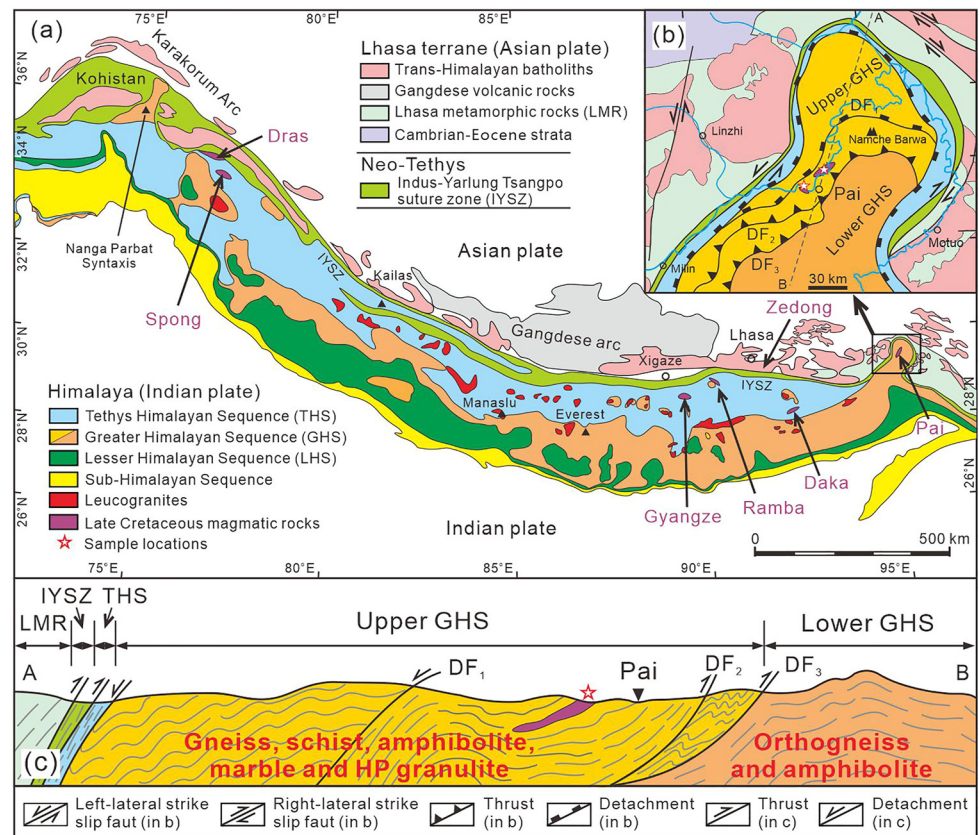 (a)
75°E
80°E
85°E
36°N
34°N
32°N
30°N
28°N
26°N
Karakorum Arc
Kohistan
Dras
Nanga Parbat
Syntaxis
Spong
IYSZ
Kailas
Asian plate
Gangdese arc
Xigaze
Lhasa
Zedong
IYSZ
Manaslu
Everest
Gyangze
Ramba
Daka
Pai
28°N
26°N
Indian plate
0
500 km
75°E
80°E
85°E
90°E
95°E
Lhasa terrane (Asian plate)
Trans-Himalayan batholiths
Gangdese volcanic rocks
Lhasa metamorphic rocks (LMR)
Cambrian-Eocene strata
Neo-Tethys
Indus-Yarlung Tsangpo
suture zone (IYSZ)
Himalaya (Indian plate)
Tethys Himalayan Sequence (THS)
Greater Himalayan Sequence (GHS)
Lesser Himalayan Sequence (LHS)
Sub-Himalayan Sequence
Leucogranites
Late Cretaceous magmatic rocks
Sample locations
(b)
A
Upper GHS
DF1
Linzhi
Namche Barwa
Pai
Lower GHS
DF2
DF3
Motuo
Milin
B
30 km
IYSZ THS
LMR
Upper GHS
Lower GHS
A
DF1
Pai
DF2
DF3
B
(c)
Gneiss, schist, amphibolite,
marble and HP granulite
Orthogneiss
and amphibolite
Left-lateral strike
slip faut (in b)
Right-lateral strike
slip faut (in b)
Thrust
(in b)
Detachment
(in b)
Thrust
(in c)
Detachment
(in c)